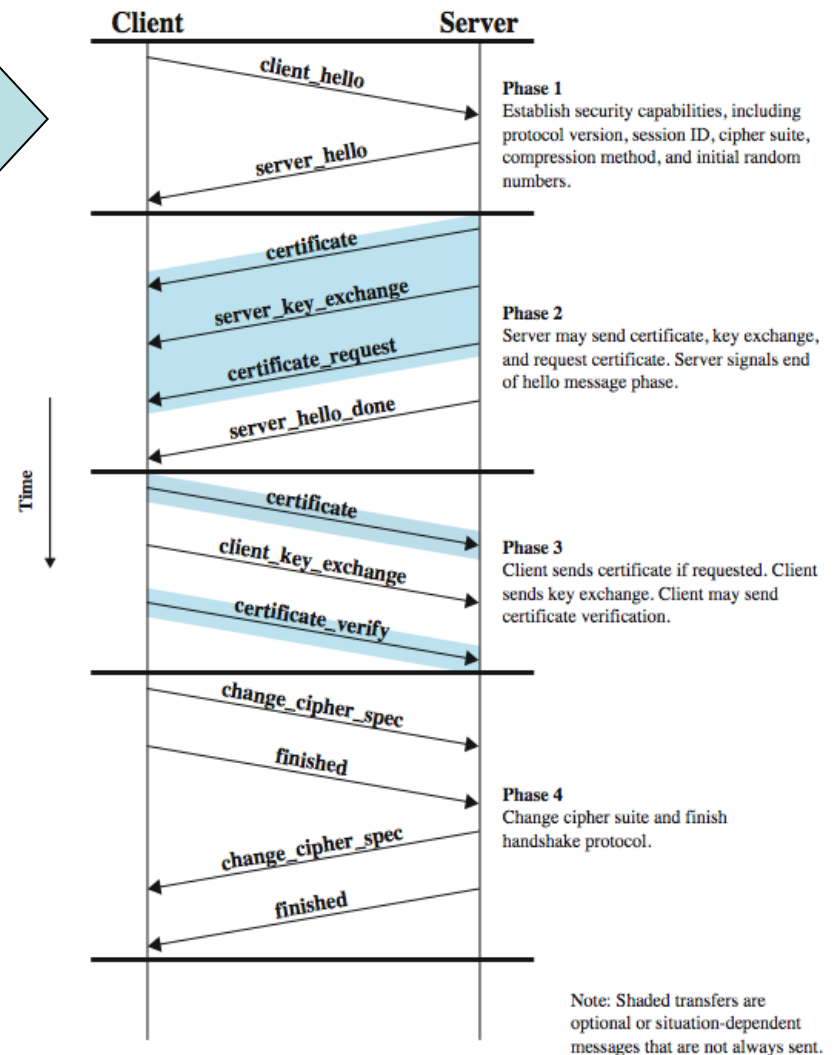 Client
Server
client_hello
Phase 1
Establish security capabilities, including
protocol version, session ID, cipher suite,
compression method, and initial random
numbers.
server_hello
certificate
server_key_exchange
certificate_request
server_hello_done
Phase 2
Server may send certificate, key exchange,
and request certificate. Server signals end
of hello message phase.
Time
certificate
client_key_exchange
certificate_verify
Phase 3
Client sends certificate if requested. Client
sends key exchange. Client may send
certificate verification.
change_cipher_spec
finished
change_cipher_spec
finished
Phase 4
Change cipher suite and finish
handshake protocol.
Note: Shaded transfers are
optional or situation-dependent
messages that are not always sent.